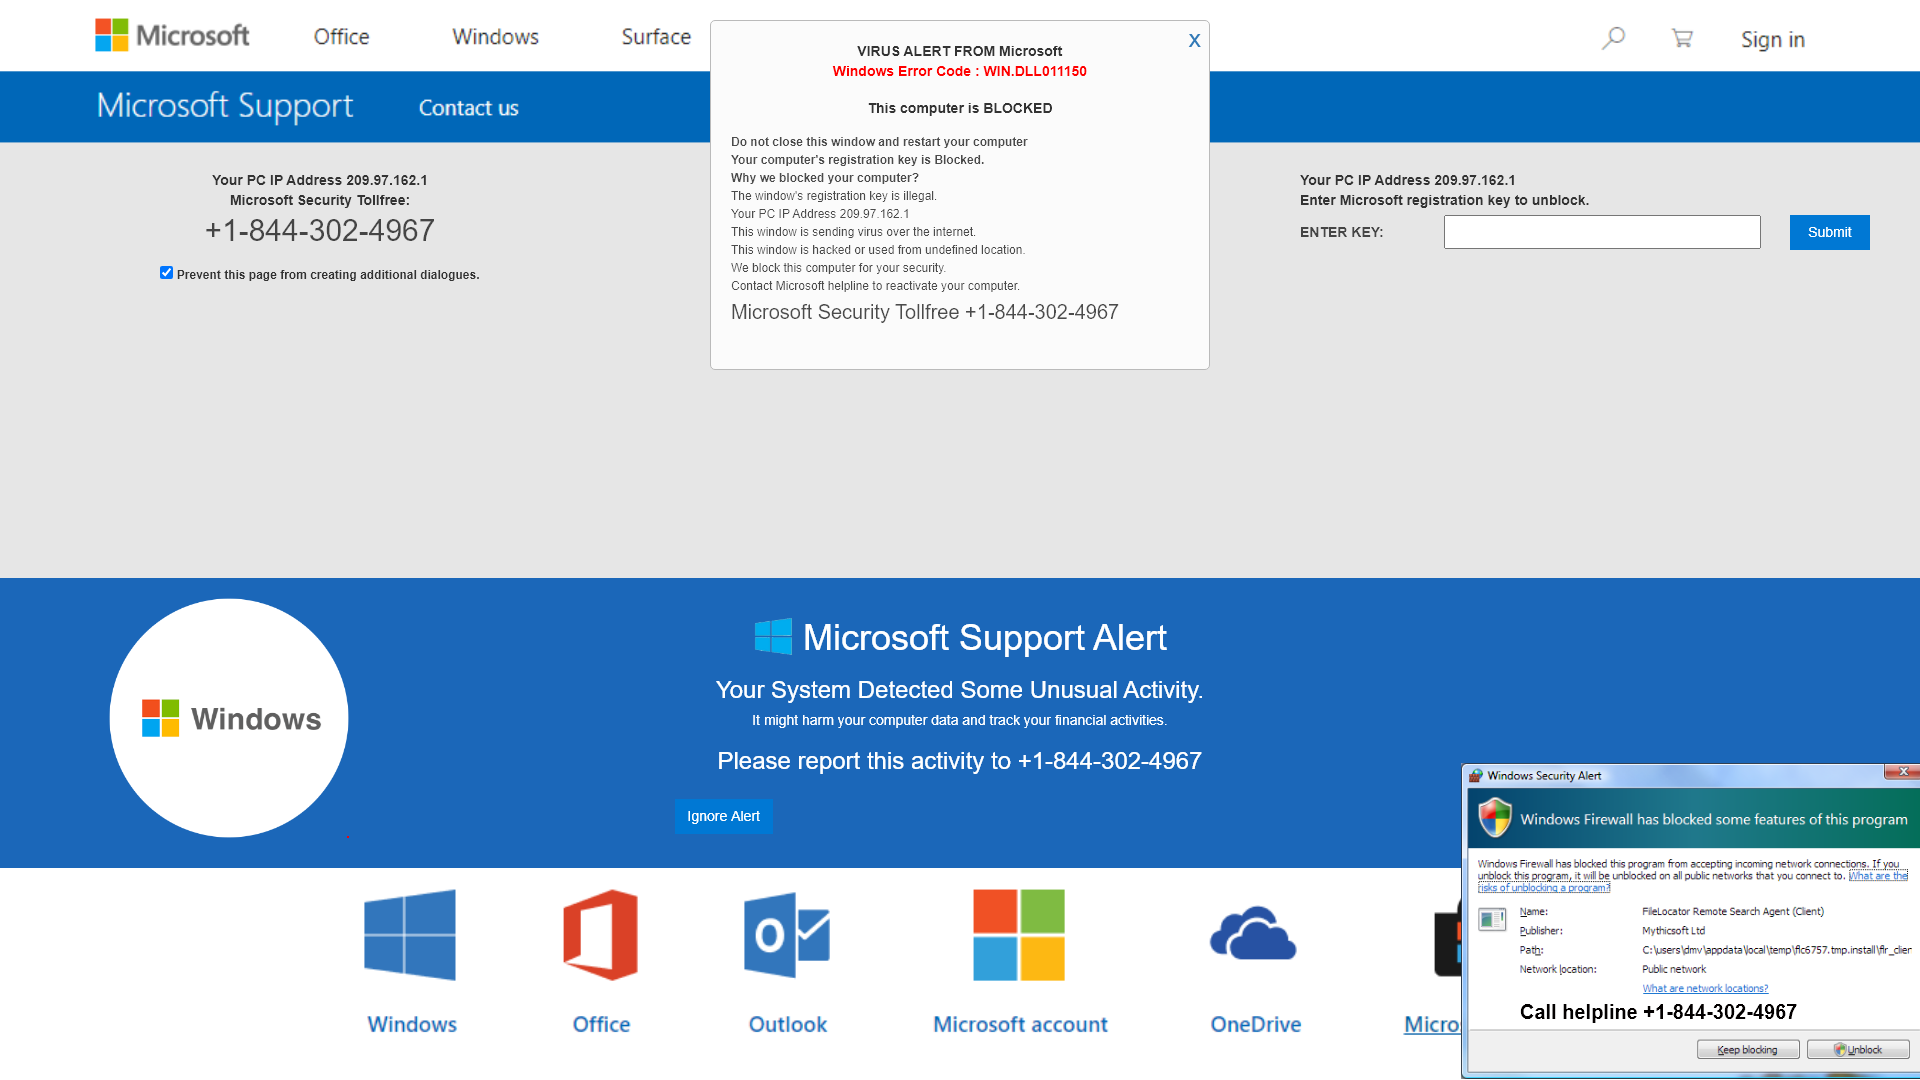 Microsoft
Office
Windows
Surface
Sign in
Microsoft Support
Contact us
X
VIRUS ALERT FROM Microsoft
Windows Error Code : WIN.DLL011150
This computer is BLOCKED
Do not close this window and restart your computer
Your computer's registration key is Blocked.
Why we blocked your computer?
The window's registration key is illegal.
Your PC IP Address 209.97.162.1
This window is sending virus over the internet.
This window is hacked or used from undefined location.
We block this computer for your security.
Contact Microsoft helpline to reactivate your computer.
Microsoft Security Tollfree +1-844-302-4967
Your PC IP Address 209.97.162.1
Microsoft Security Tollfree:
+1-844-302-4967
Prevent this page from creating additional dialogues.
Your PC IP Address 209.97.162.1
Enter Microsoft registration key to unblock.
ENTER KEY:
Submit
Windows
Microsoft Support Alert
Your System Detected Some Unusual Activity.
It might harm your computer data and track your financial activities.
Please report this activity to +1-844-302-4967
Ignore Alert
Windows
Office
Outlook
Microsoft account
OneDrive
Micro
Windows Security Alert
Windows Firewall has blocked some features of this program
Windows Firewall has blocked this program from accepting incoming network connections. If you
unblock this program, it will be unblocked on all public networks that you connect to. What are the
risks of unblocking a program?
Name: FileLocator Remote Search Agent (Client)
Publisher: Mythicsoft Ltd
Path: C:\users\dmv\appdata\local\temp\flc6757.tmp.install\flr_clier
Network location: Public network
What are network locations?
Call helpline +1-844-302-4967
Keep blocking
Unblock